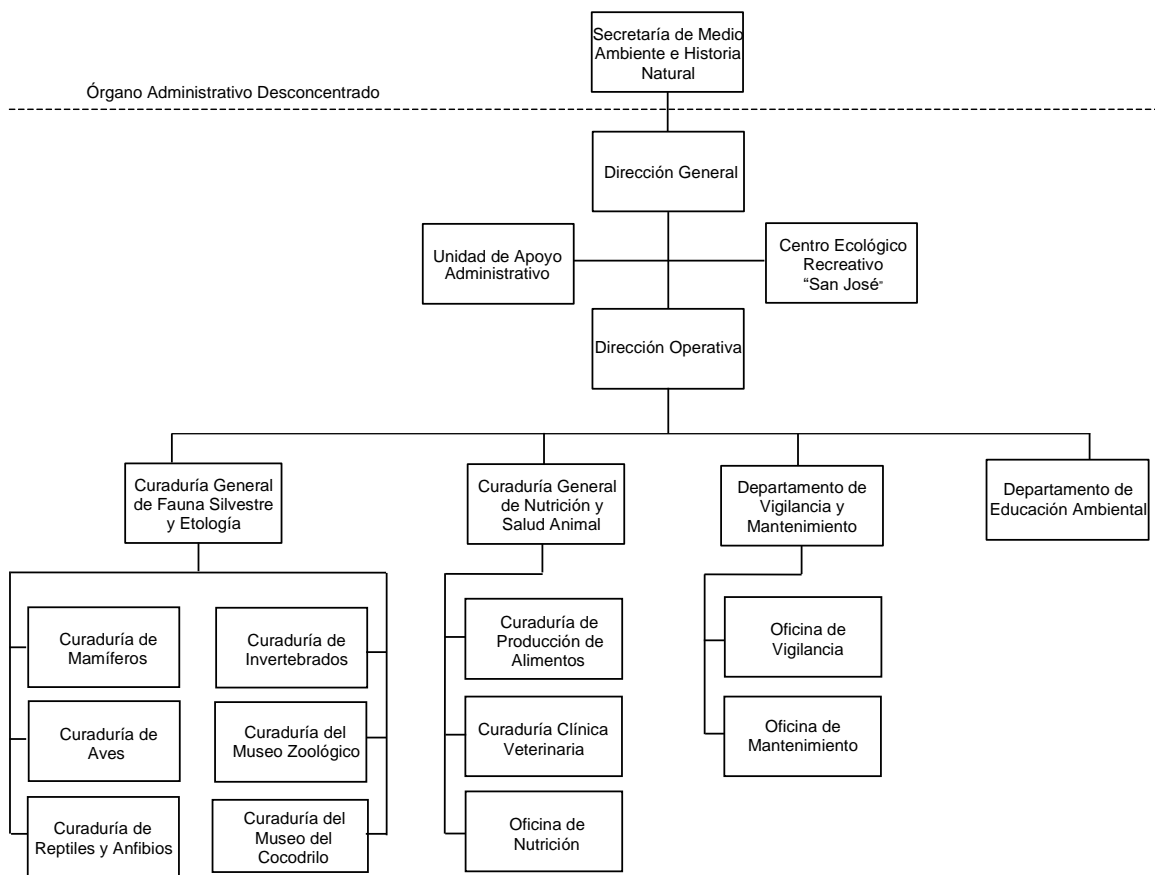 Secretaría de Medio
Ambiente e Historia
Natural
Órgano Administrativo Desconcentrado
Dirección General
Unidad de Apoyo
Administrativo
Centro Ecológico
Recreativo
“San José”
Dirección Operativa
Curaduría General
de Fauna Silvestre
y Etología
Curaduría General
de Nutrición y
Salud Animal
Departamento de
Vigilancia y
Mantenimiento
Departamento de
Educación Ambiental
Curaduría de
Mamíferos
Curaduría de
Invertebrados
Curaduría de
Producción de
Alimentos
Oficina de
Vigilancia
Curaduría de
Aves
Curaduría del
Museo Zoológico
Curaduría Clínica
Veterinaria
Oficina de
Mantenimiento
Curaduría de
Reptiles y Anfibios
Curaduría del
Museo del
Cocodrilo
Oficina de
Nutrición